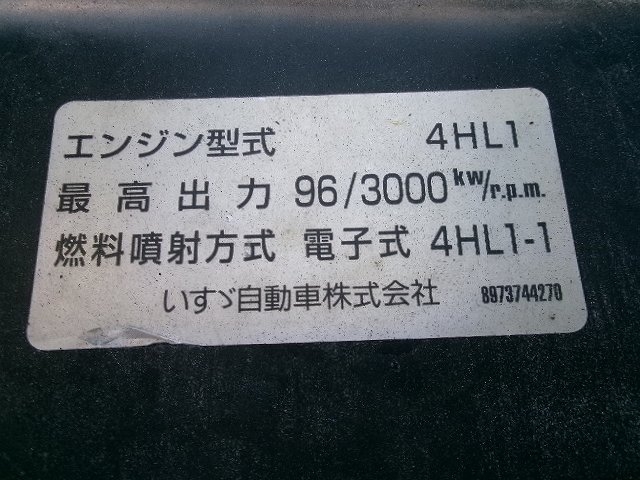 エンジン型式 4HL1
最高出力 96/3000 kw/r.p.m.
燃料噴射方式 電子式 4HL1-1
いすゞ自動車株式会社 8973744270